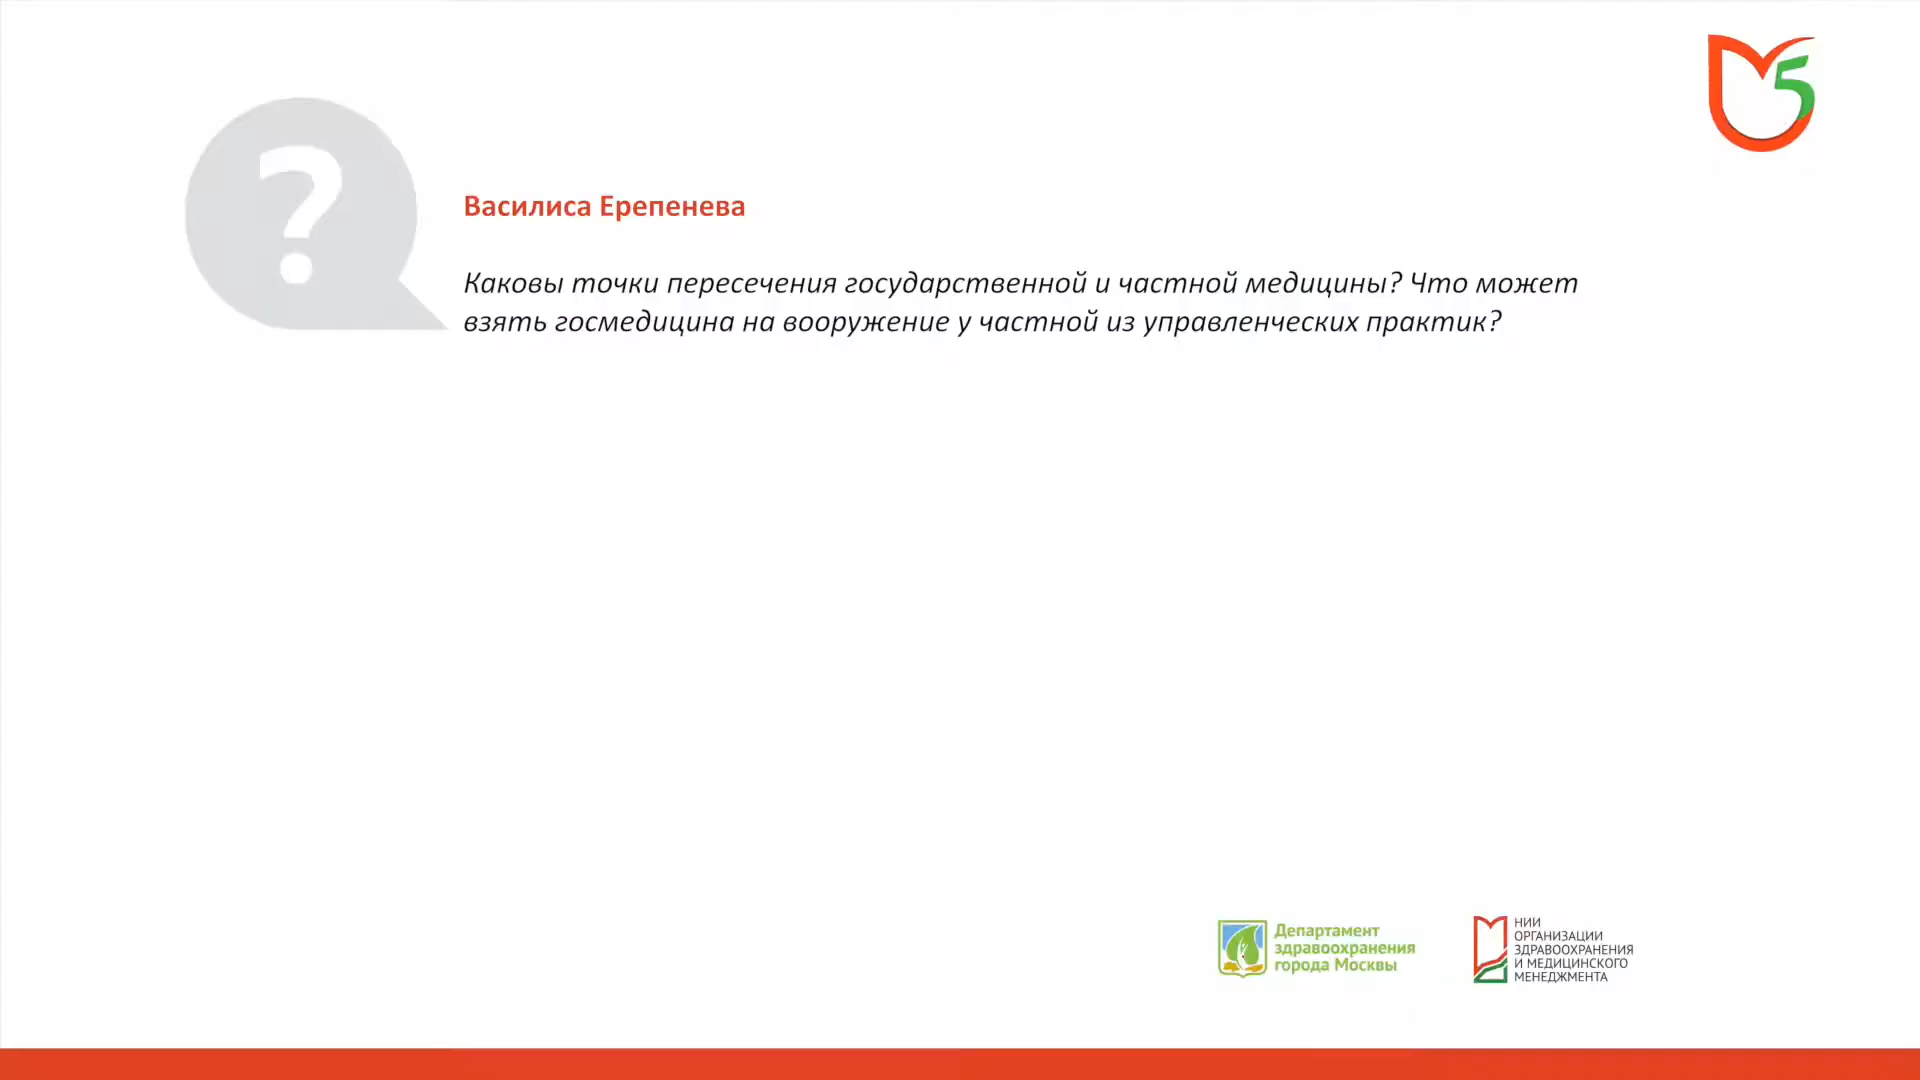 5
?
Василиса Ерепенева
Каковы точки пересечения государственной и частной медицины? Что может
взять госмедицина на вооружение у частной из управленческих практик?
Департамент
здравоохранения
города Москвы
НИИ
ОРГАНИЗАЦИИ
ЗДРАВООХРАНЕНИЯ
И МЕДИЦИНСКОГО
МЕНЕДЖМЕНТА